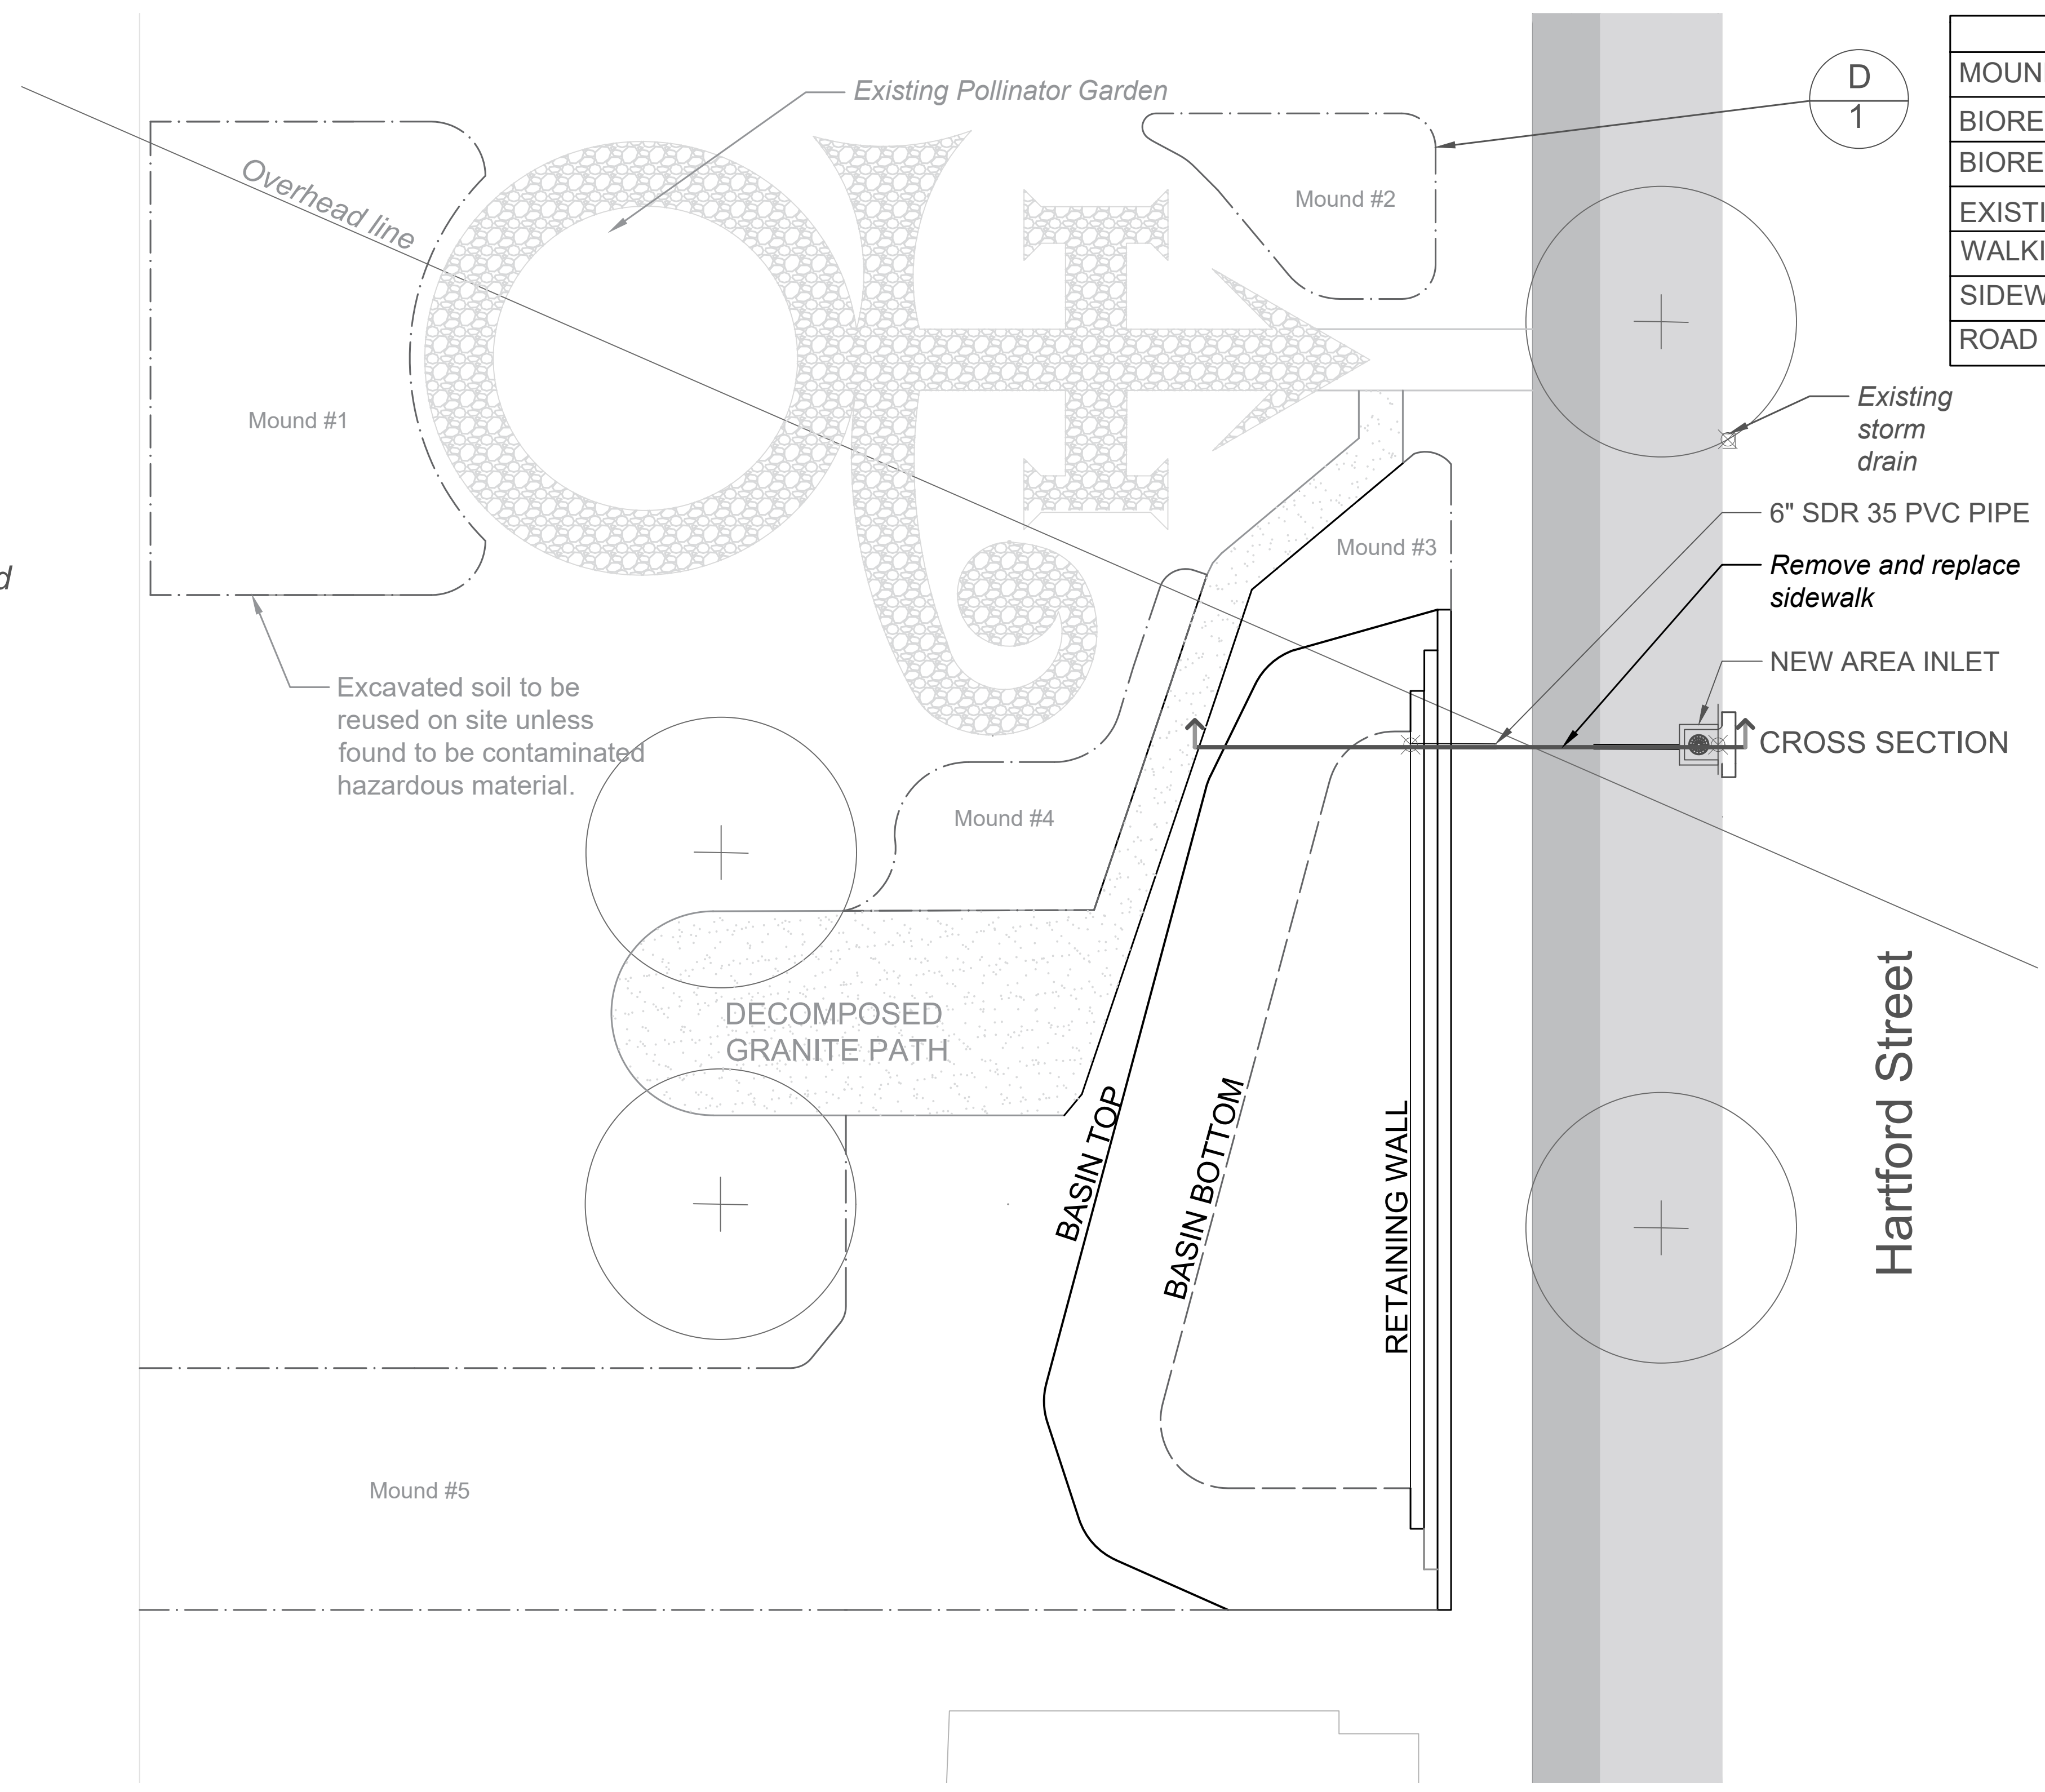 Existing Pollinator Garden
D
1
MOUN
BIORE
BIORE
EXISTI
WALKI
SIDEW
ROAD
Overhead line
Mound #2
Mound #1
Existing
storm
drain
6" SDR 35 PVC PIPE
Mound #3
Remove and replace
sidewalk
d
NEW AREA INLET
Excavated soil to be
reused on site unless
found to be contaminated
hazardous material.
CROSS SECTION
Mound #4
DECOMPOSED
GRANITE PATH
BASIN TOP
BASIN BOTTOM
RETAINING WALL
Hartford Street
Mound #5